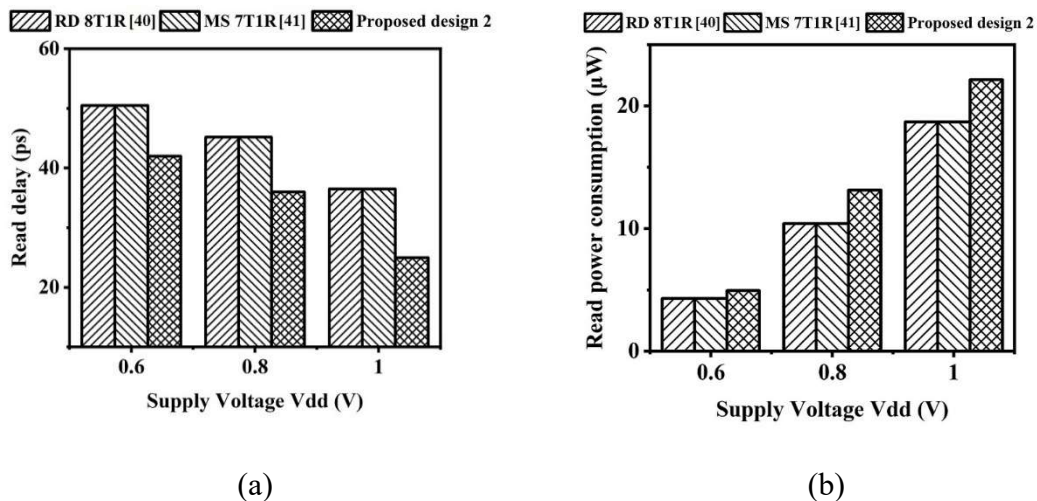 RD 8T1R [40] MS 7T1R [41] Proposed design 2
60
40
20
Read delay (ps)
0.6 0.8 1
Supply Voltage Vdd (V)
(a)
RD 8T1R [40] MS 7T1R [41] Proposed design 2
20
10
0
Read power consumption (μW)
0.6 0.8 1
Supply Voltage Vdd (V)
(b)